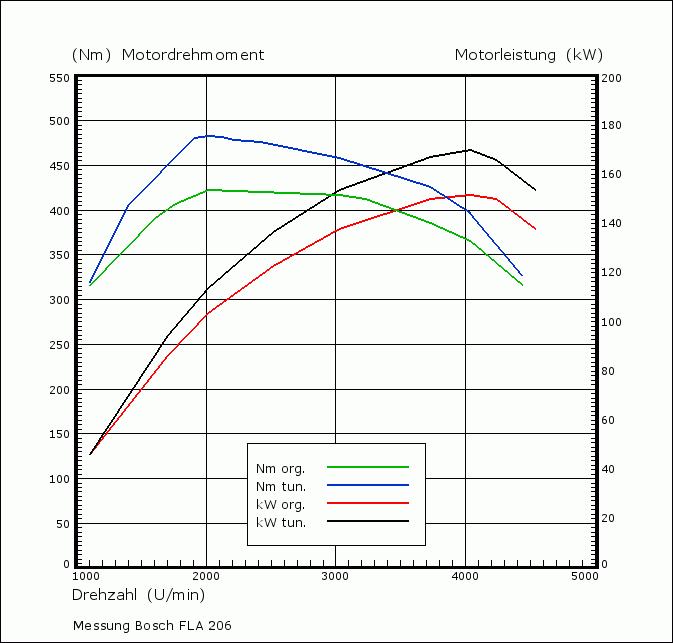 (Nm) Motordrehmoment Motorleistung (kW)
550 200
500 180
450 160
400 140
350 120
300 100
250 80
200 60
150 40
100 20
50 0
0
Nm org.
Nm tun.
kW org.
kW tun.
1000 2000 3000 4000 5000
Drehzahl (U/min)
Messung Bosch FLA 206